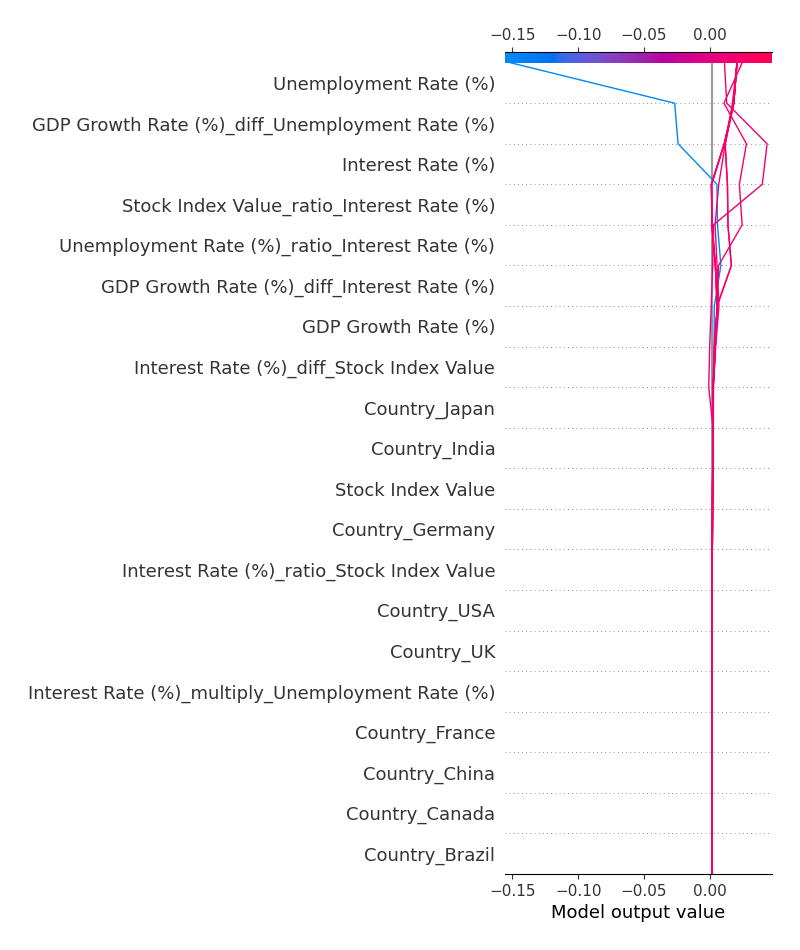 −0.15 −0.10 −0.05 0.00
Unemployment Rate (%)
GDP Growth Rate (%)_diff_Unemployment Rate (%)
Interest Rate (%)
Stock Index Value_ratio_Interest Rate (%)
Unemployment Rate (%)_ratio_Interest Rate (%)
GDP Growth Rate (%)_diff_Interest Rate (%)
GDP Growth Rate (%)
Interest Rate (%)_diff_Stock Index Value
Country_Japan
Country_India
Stock Index Value
Country_Germany
Interest Rate (%)_ratio_Stock Index Value
Country_USA
Country_UK
Interest Rate (%)_multiply_Unemployment Rate (%)
Country_France
Country_China
Country_Canada
Country_Brazil
−0.15 −0.10 −0.05 0.00
Model output value